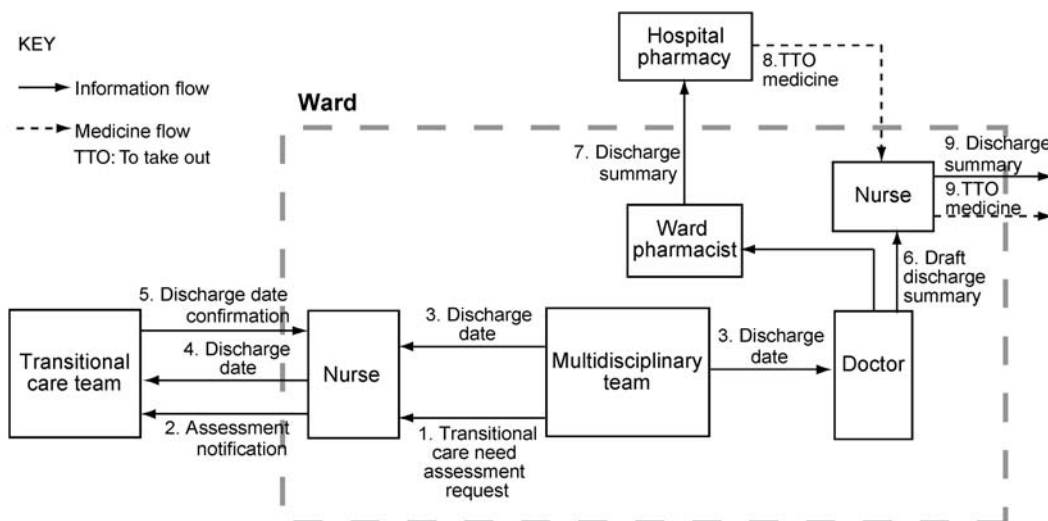 KEY
Information flow
Medicine flow
TTO: To take out
Ward
Hospital
pharmacy
8.TTO
medicine
7. Discharge
summary
Nurse
9. Discharge
summary
9.TTO
medicine
Ward
pharmacist
6. Draft
discharge
summary
5. Discharge date
confirmation
Transitional
care team
4. Discharge
date
2. Assessment
notification
Nurse
3. Discharge
date
1. Transitional
care need
assessment
request
Multidisciplinary
team
3. Discharge
date
Doctor